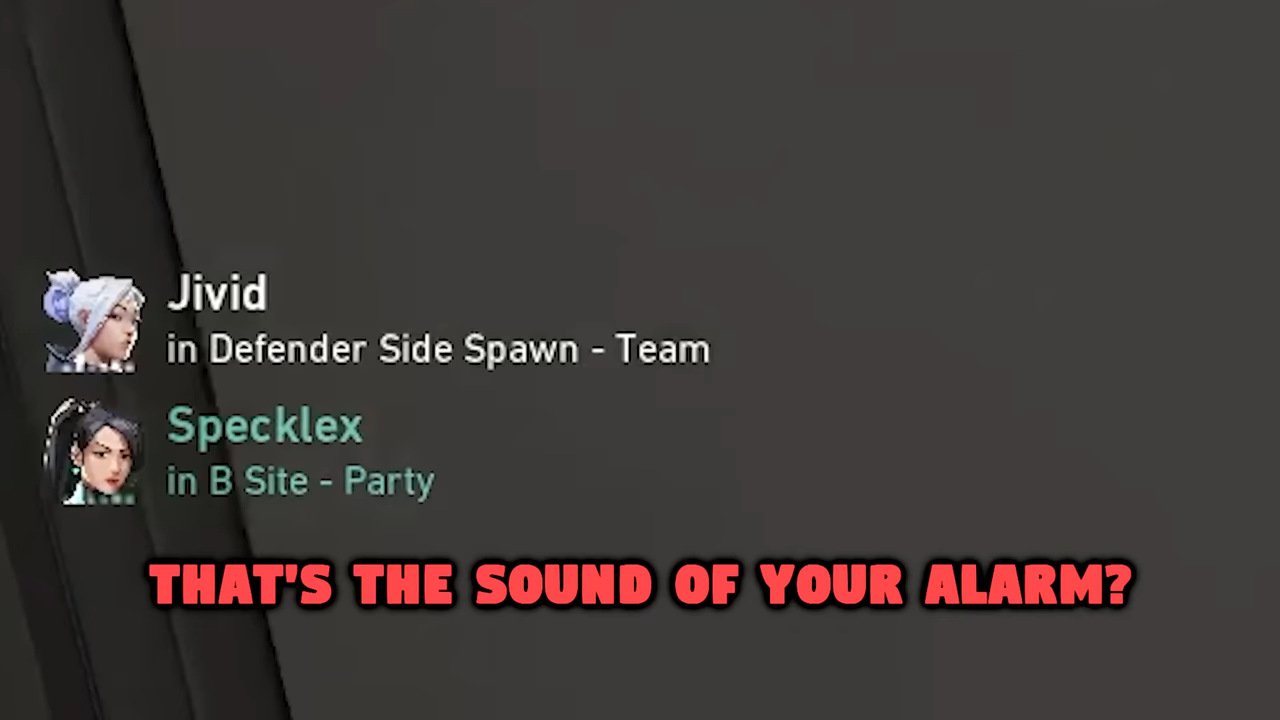 Jivid
in Defender Side Spawn - Team
Specklex
in B Site - Party
THAT'S THE SOUND OF YOUR ALARM?